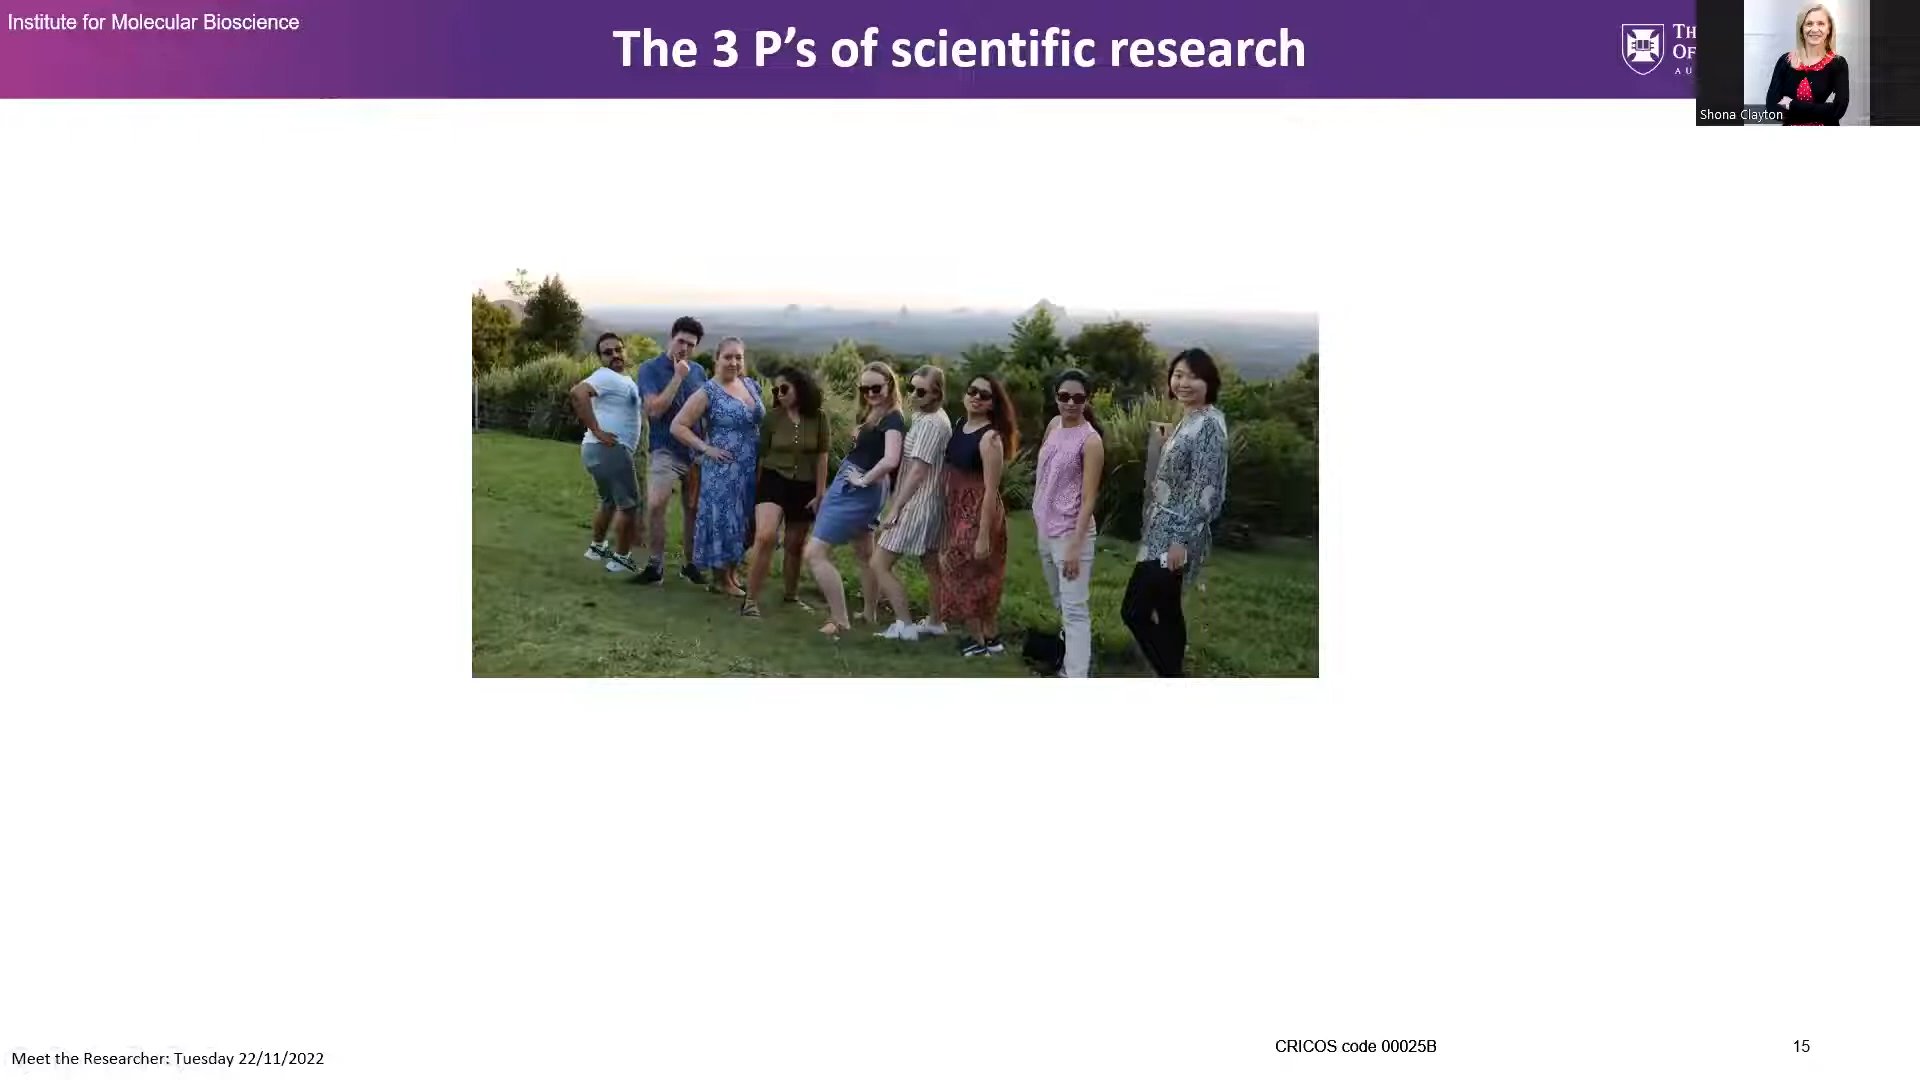 Institute for Molecular Bioscience
The 3 P’s of scientific research
Shona Clayton
Meet the Researcher: Tuesday 22/11/2022
CRICOS code 00025B
15